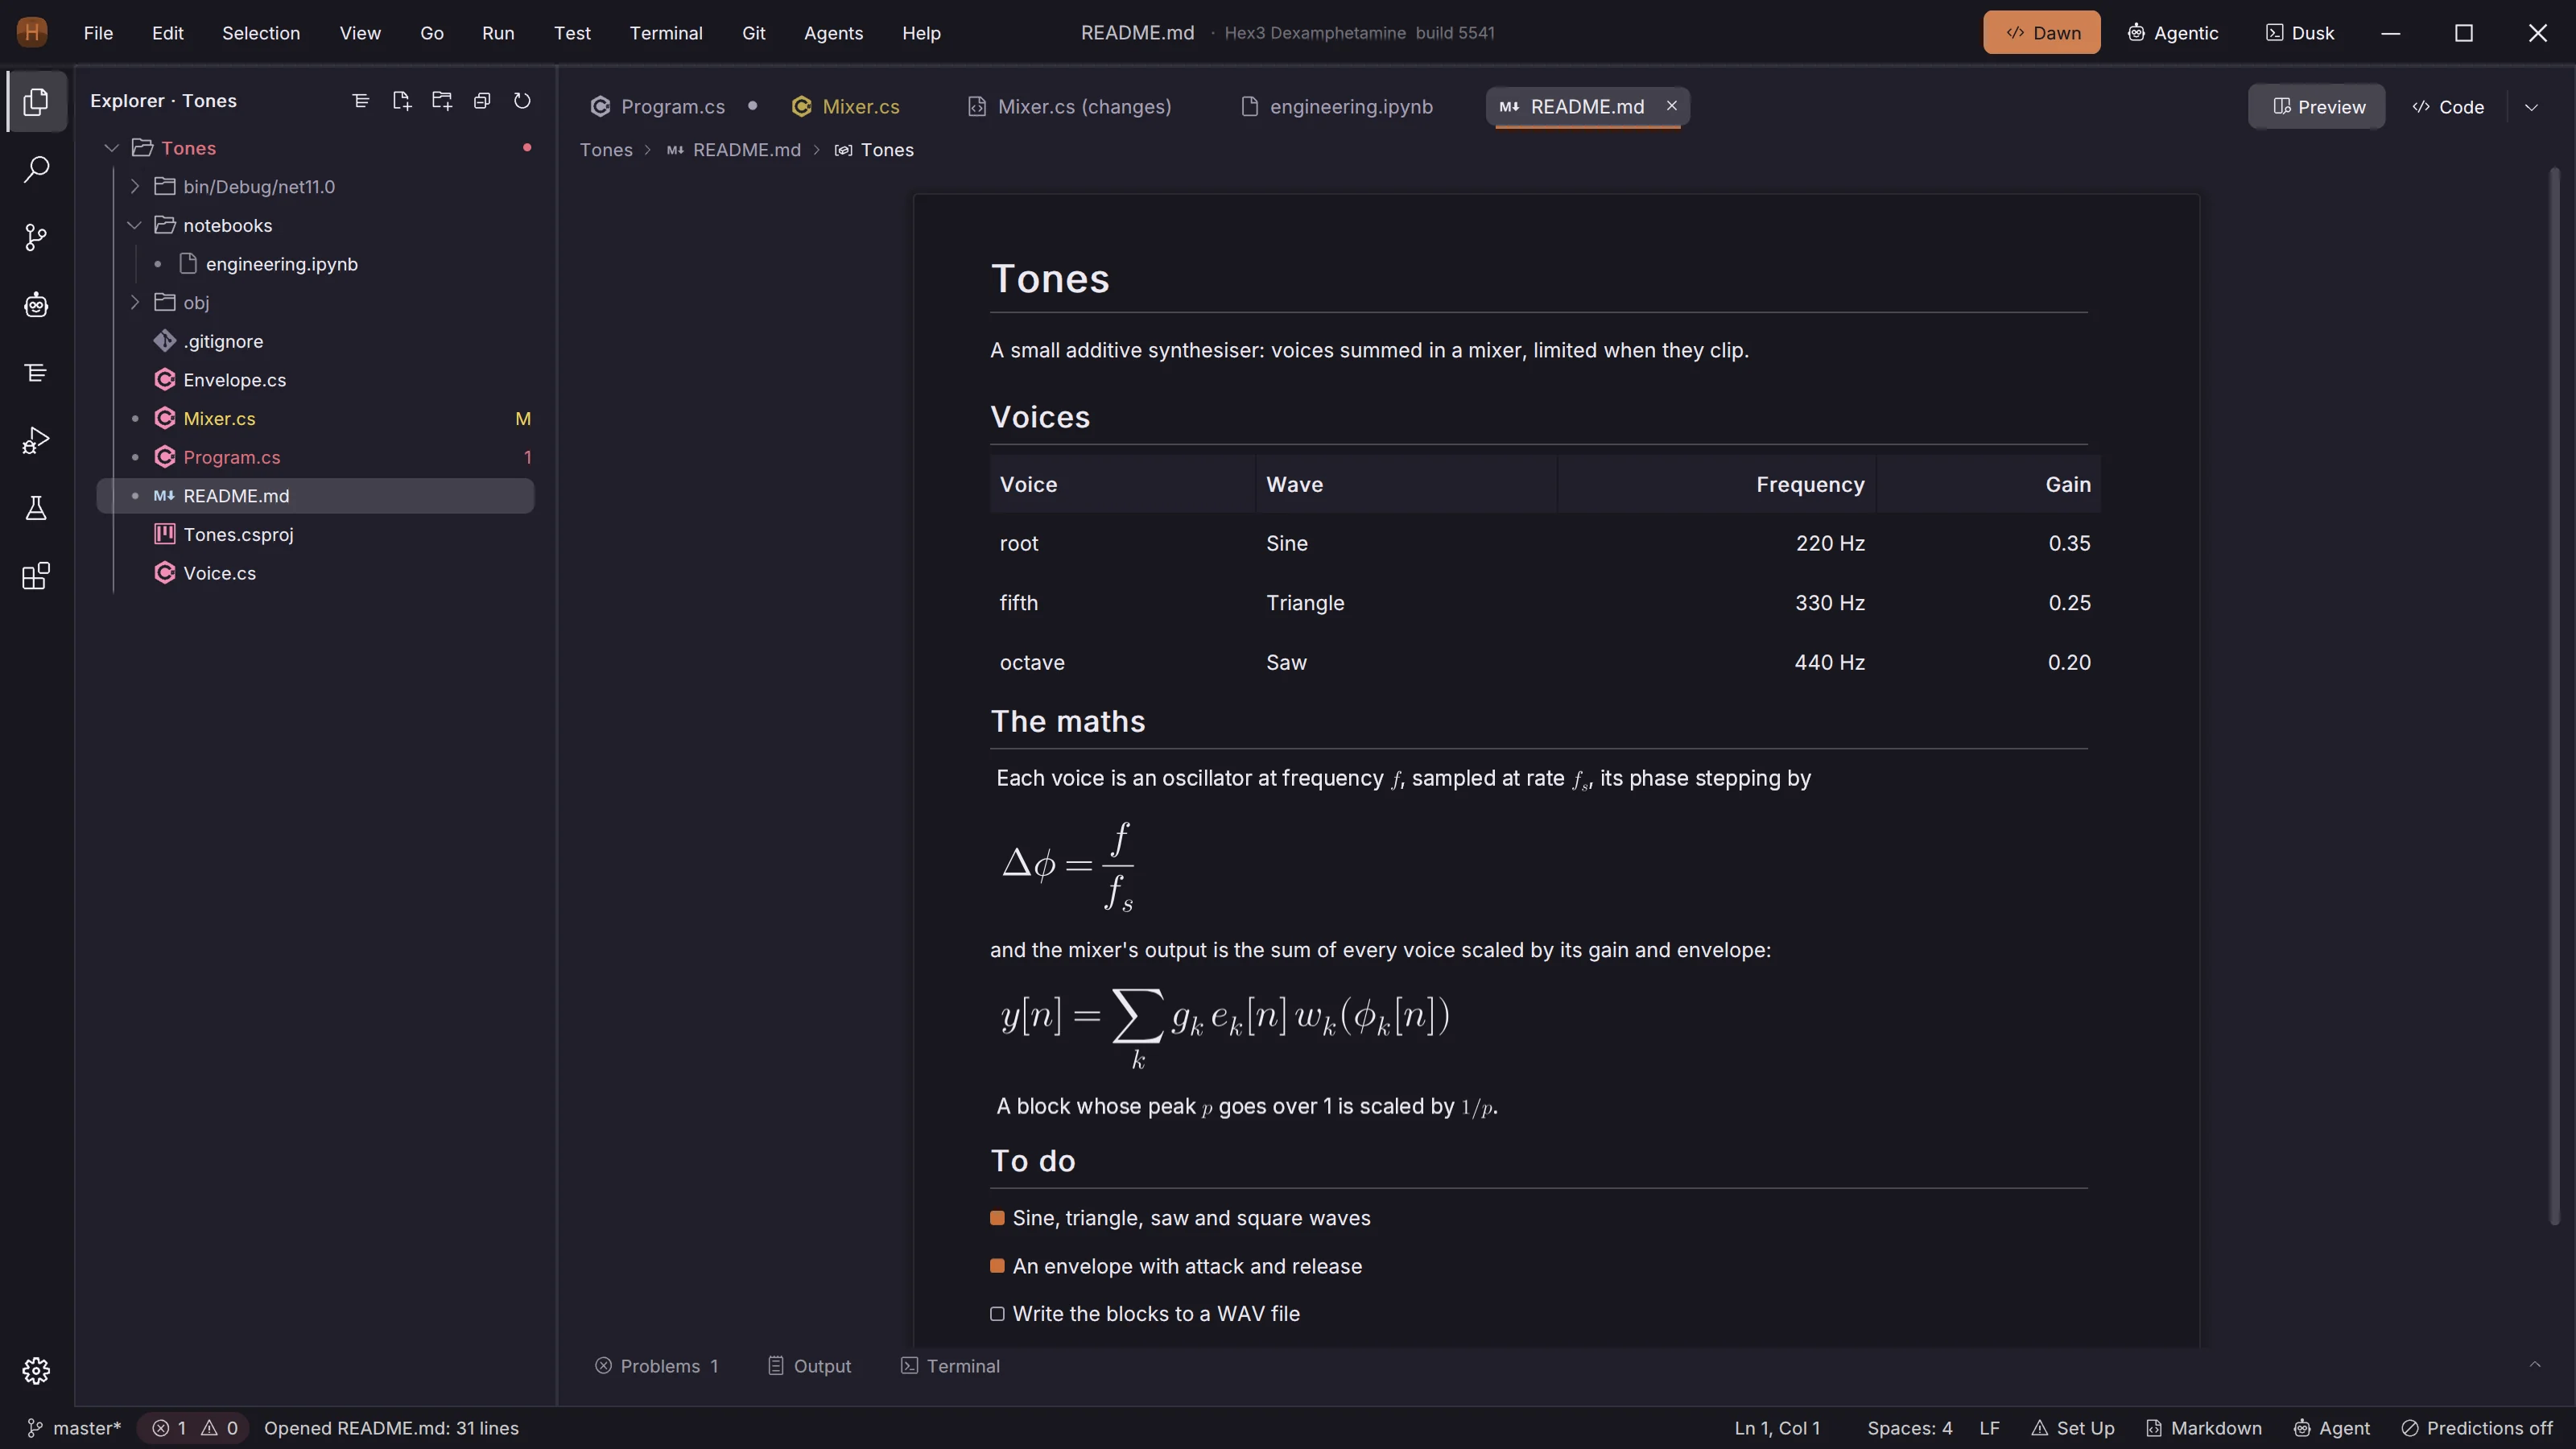 H File Edit Selection View Go Run Test Terminal Git Agents Help README.md · Hex3 Dexamphetamine build 5541 Dawn Agentic Dusk
Explorer · Tones
Program.cs Mixer.cs Mixer.cs (changes) engineering.ipynb README.md Preview Code
Tones README.md Tones
Tones
bin/Debug/net11.0
notebooks
engineering.ipynb
obj
.gitignore
Envelope.cs
Mixer.cs M
Program.cs 1
README.md
Tones.csproj
Voice.cs
Tones
A small additive synthesiser: voices summed in a mixer, limited when they clip.
Voices
Voice Wave Frequency Gain
root Sine 220 Hz 0.35
fifth Triangle 330 Hz 0.25
octave Saw 440 Hz 0.20
The maths
Each voice is an oscillator at frequency f, sampled at rate fₛ, its phase stepping by
Δϕ = f / fₛ
and the mixer's output is the sum of every voice scaled by its gain and envelope:
y[n] = ∑ₖ gₖ eₖ[n] wₖ(ϕₖ[n])
A block whose peak p goes over 1 is scaled by 1/p.
To do
Sine, triangle, saw and square waves
An envelope with attack and release
Write the blocks to a WAV file
Problems 1 Output Terminal
master* 1 0 Opened README.md: 31 lines Ln 1, Col 1 Spaces: 4 LF Set Up Markdown Agent Predictions off